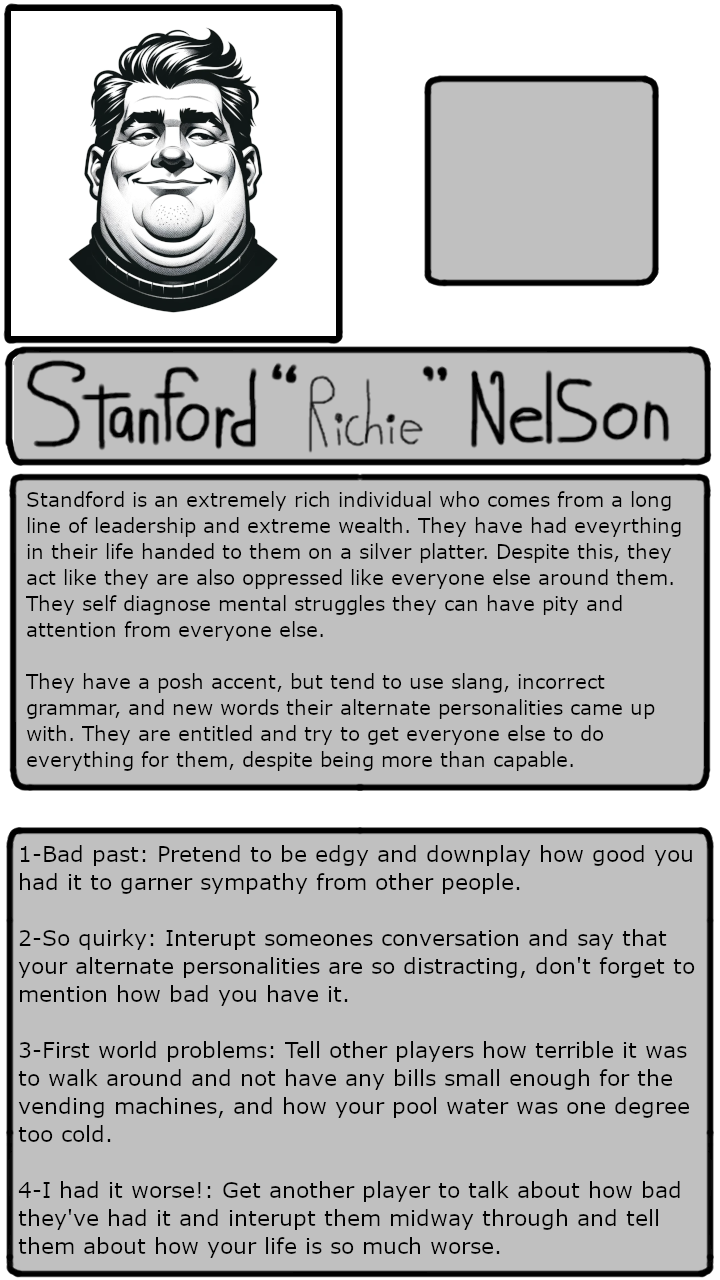 Stanford “Richie” NelSon
Standford is an extremely rich individual who comes from a long
line of leadership and extreme wealth. They have had eveyrthing
in their life handed to them on a silver platter. Despite this, they
act like they are also oppressed like everyone else around them.
They self diagnose mental struggles they can have pity and
attention from everyone else.
They have a posh accent, but tend to use slang, incorrect
grammar, and new words their alternate personalities came up
with. They are entitled and try to get everyone else to do
everything for them, despite being more than capable.
1-Bad past: Pretend to be edgy and downplay how good you
had it to garner sympathy from other people.
2-So quirky: Interupt someones conversation and say that
your alternate personalities are so distracting, don't forget to
mention how bad you have it.
3-First world problems: Tell other players how terrible it was
to walk around and not have any bills small enough for the
vending machines, and how your pool water was one degree
too cold.
4-I had it worse!: Get another player to talk about how bad
they've had it and interupt them midway through and tell
them about how your life is so much worse.